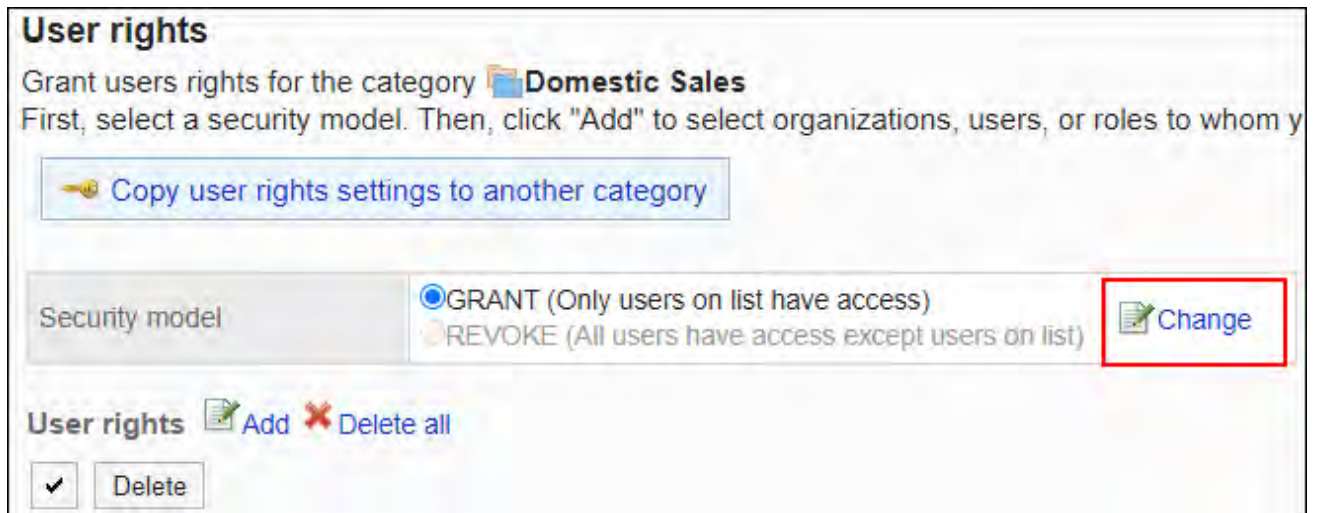 User rights
Grant users rights for the category Domestic Sales
First, select a security model. Then, click "Add" to select organizations, users, or roles to whom y
Copy user rights settings to another category
Security model
GRANT (Only users on list have access)
REVOKE (All users have access except users on list)
Change
User rights Add Delete all
Delete